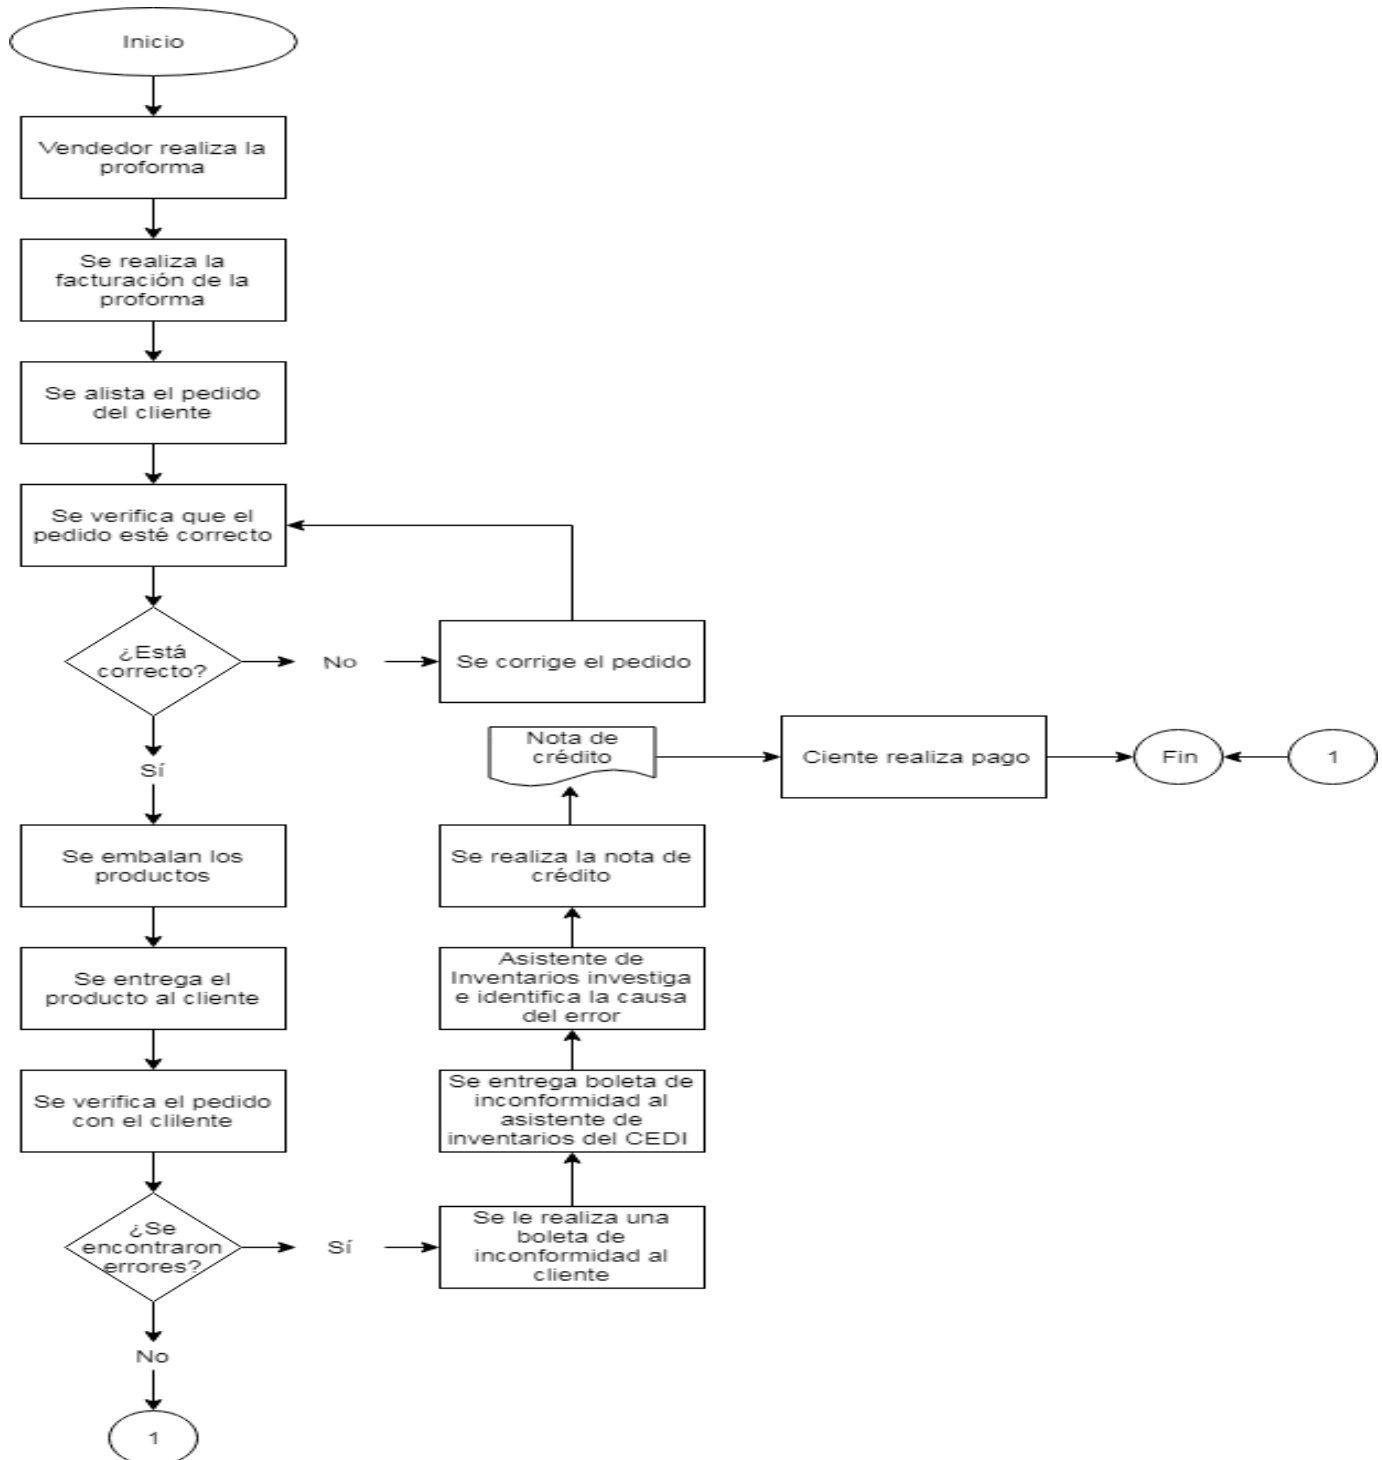 Inicio
Vendedor realiza la
proforma
Se realiza la
facturación de la
proforma
Se alista el pedido
del cliente
Se verifica que el
pedido esté correcto
¿Está
correcto?
No
Se corrige el pedido
Sí
Se embalan los
productos
Se entrega el
producto al cliente
Se verifica el pedido
con el clilente
¿Se
encontraron
errores?
Sí
Se le realiza una
boleta de
inconformidad al
cliente
Se entrega boleta de
inconformidad al
asistente de
inventarios del CEDI
Asistente de
Inventarios investiga
e identifica la causa
del error
Se realiza la nota de
crédito
Nota de
crédito
Ciente realiza pago
Fin
1
No
1